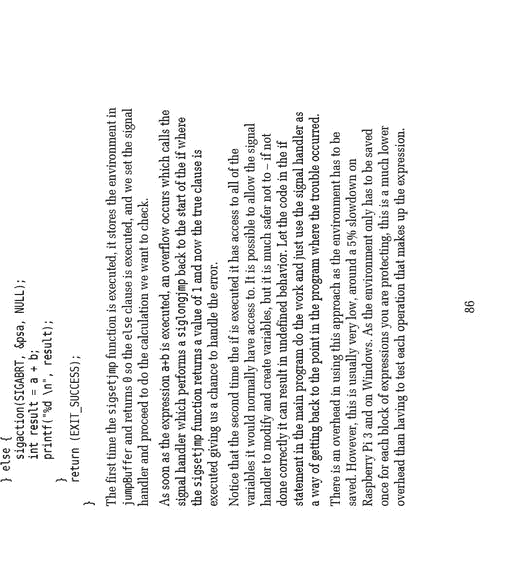 } else {
sigaction(SIGABRT, &psa, NULL);
int result = a + b;
printf("%d \n", result);
}
return (EXIT_SUCCESS);
}
The first time the sigsetjmp function is executed, it stores the environment in
jumpBuffer and returns 0 so the else clause is executed, and we set the signal
handler and proceed to do the calculation we want to check.
As soon as the expression a+b is executed, an overflow occurs which calls the
signal handler which performs a siglongjmp back to the start of the if where
the sigsetjmp function returns a value of 1 and now the true clause is
executed giving us a chance to handle the error.
Notice that the second time the if is executed it has access to all of the
variables it would normally have access to. It is possible to allow the signal
handler to modify and create variables, but it is much safer not to – if not
done correctly it can result in undefined behavior. Let the code in the if
statement in the main program do the work and just use the signal handler as
a way of getting back to the point in the program where the trouble occurred.
There is an overhead in using this approach as the environment has to be
saved. However, this is usually very low, around a 5% slowdown on
Raspberry Pi 3 and on Windows. As the environment only has to be saved
once for each block of expressions you are protecting, this is a much lower
overhead than having to test each operation that makes up the expression.
86